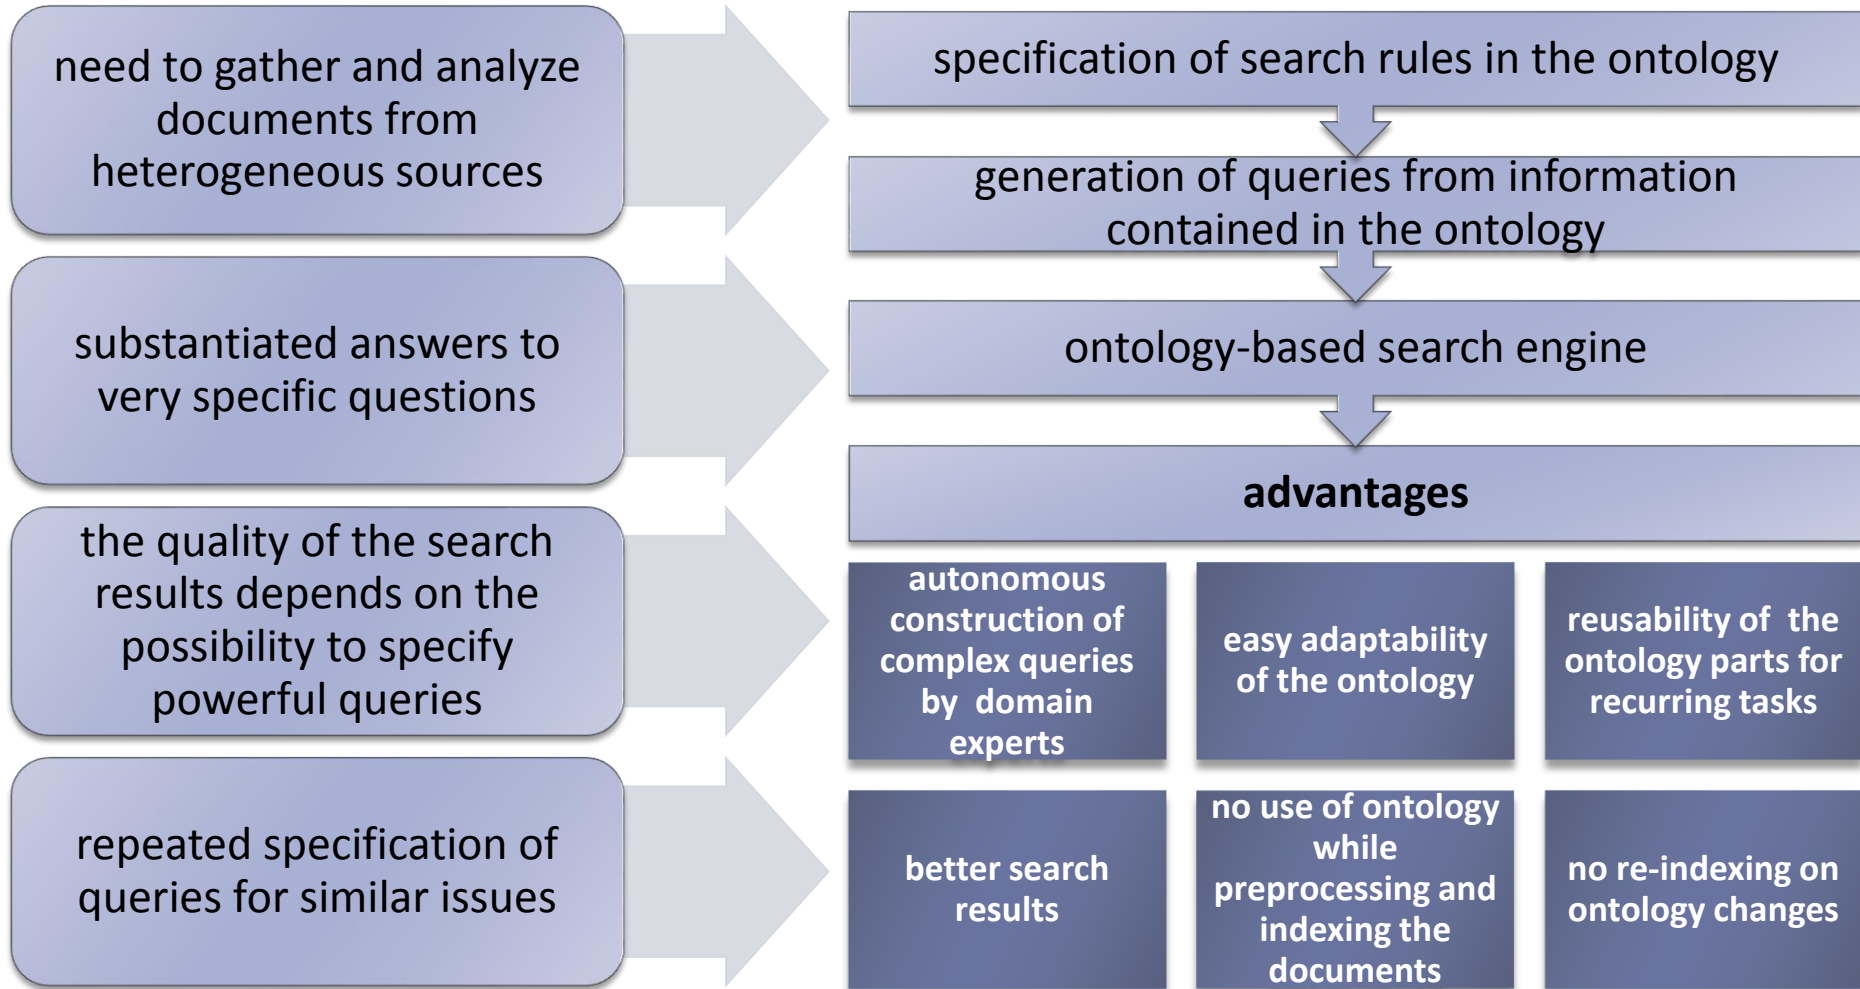 need to gather and analyze
documents from
heterogeneous sources
substantiated answers to
very specific questions
the quality of the search
results depends on the
possibility to specify
powerful queries
repeated specification of
queries for similar issues
specification of search rules in the ontology
generation of queries from information
contained in the ontology
ontology-based search engine
advantages
autonomous
construction of
complex queries
by domain
experts
easy adaptability
of the ontology
reusability of the
ontology parts for
recurring tasks
better search
results
no use of ontology
while
preprocessing and
indexing the
documents
no re-indexing on
ontology changes